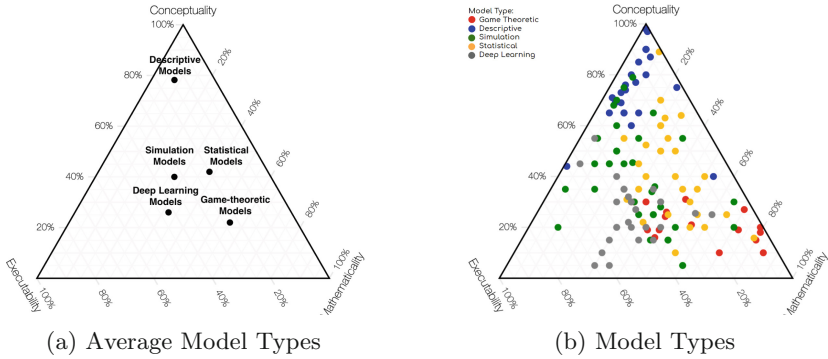 Conceptuality
100%
Descriptive
Models
20%
80%
40%
60%
Simulation
Models
Statistical
Models
60%
40%
Deep Learning
Models
Game-theoretic
Models
80%
20%
100%
Executability
Mathematicality
100%
80%
60%
40%
20%
(a) Average Model Types
Model Type:
Game Theoretic
Descriptive
Simulation
Statistical
Deep Learning
Conceptuality
100%
20%
80%
40%
60%
60%
40%
80%
20%
100%
Executability
Mathematicality
100%
80%
60%
40%
20%
(b) Model Types